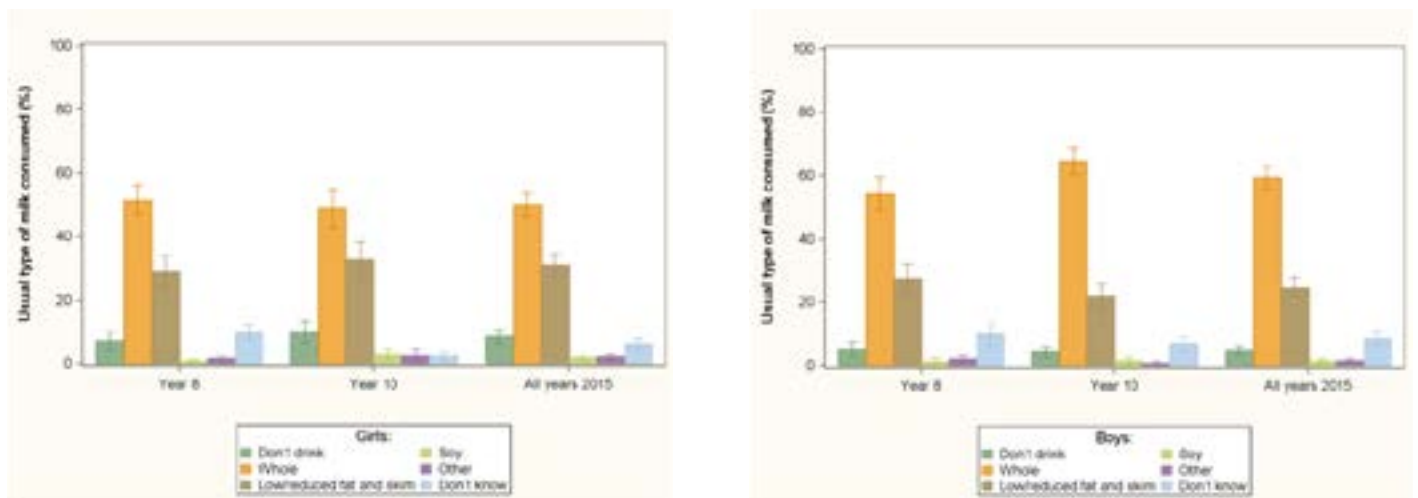 100
80
60
40
20
0
Usual type of milk consumed (%)
Year 8
Year 10
All years 2015
Girls:
Don't drink
Soy
Whole
Other
Low/reduced fat and skim
Don't know
100
80
60
40
20
0
Usual type of milk consumed (%)
Year 8
Year 10
All years 2015
Boys:
Don't drink
Soy
Whole
Other
Low/reduced fat and skim
Don't know